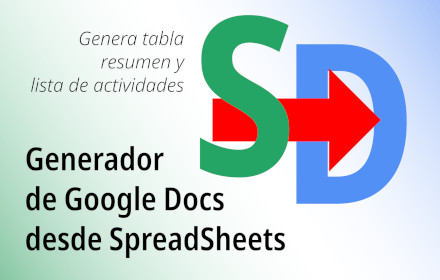 Genera tabla
resumen y
lista de actividades
SD
Generador
de Google Docs
desde SpreadSheets